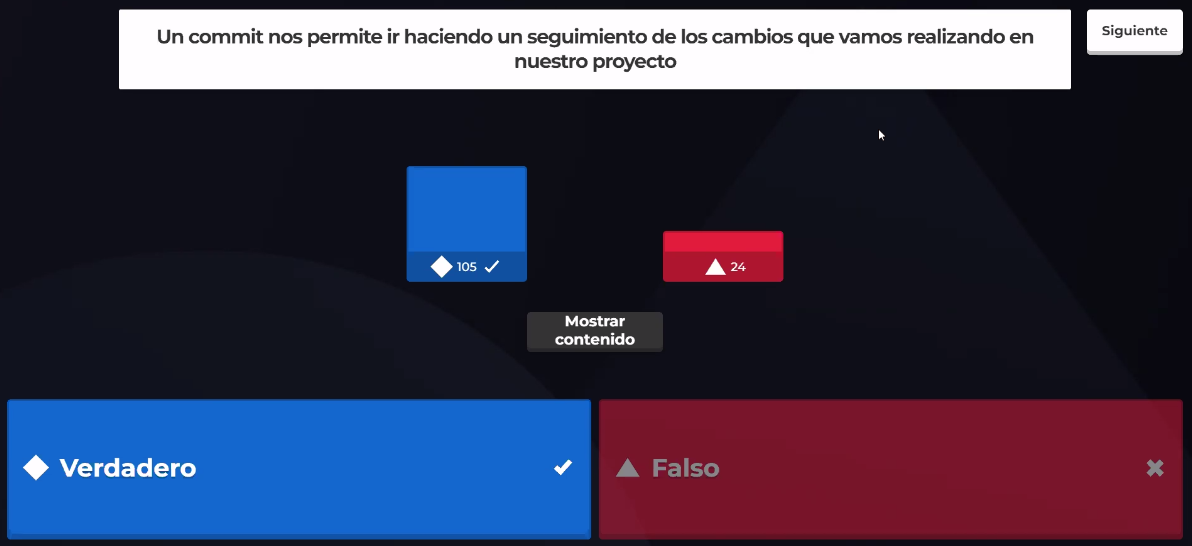 Un commit nos permite ir haciendo un seguimiento de los cambios que vamos realizando en
nuestro proyecto
Siguiente
105
24
Mostrar
contenido
Verdadero
Falso